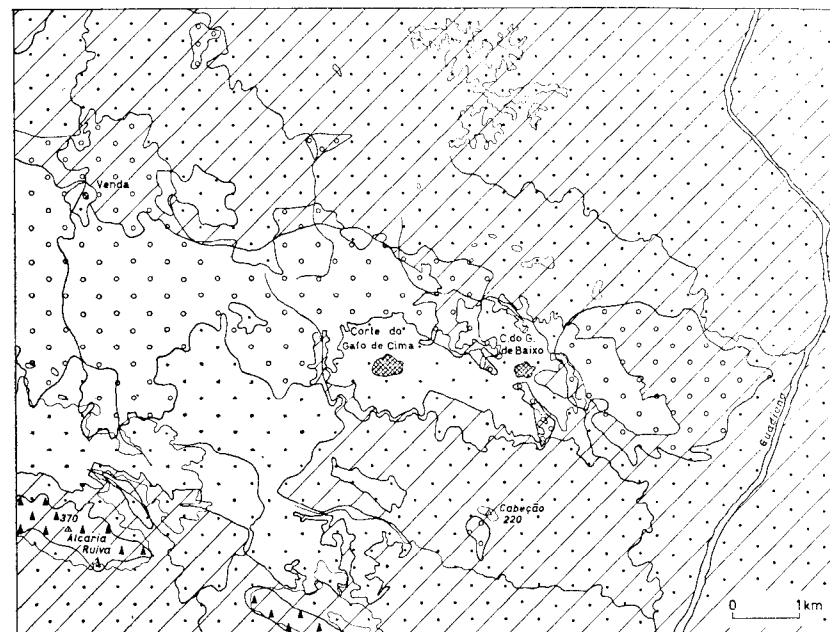 Venda
Corte do
Gafo de Cima
C. do G.
de Baixo
Guadiana
Cabeção
220
370
Alcaria
Ruiva
0 1km